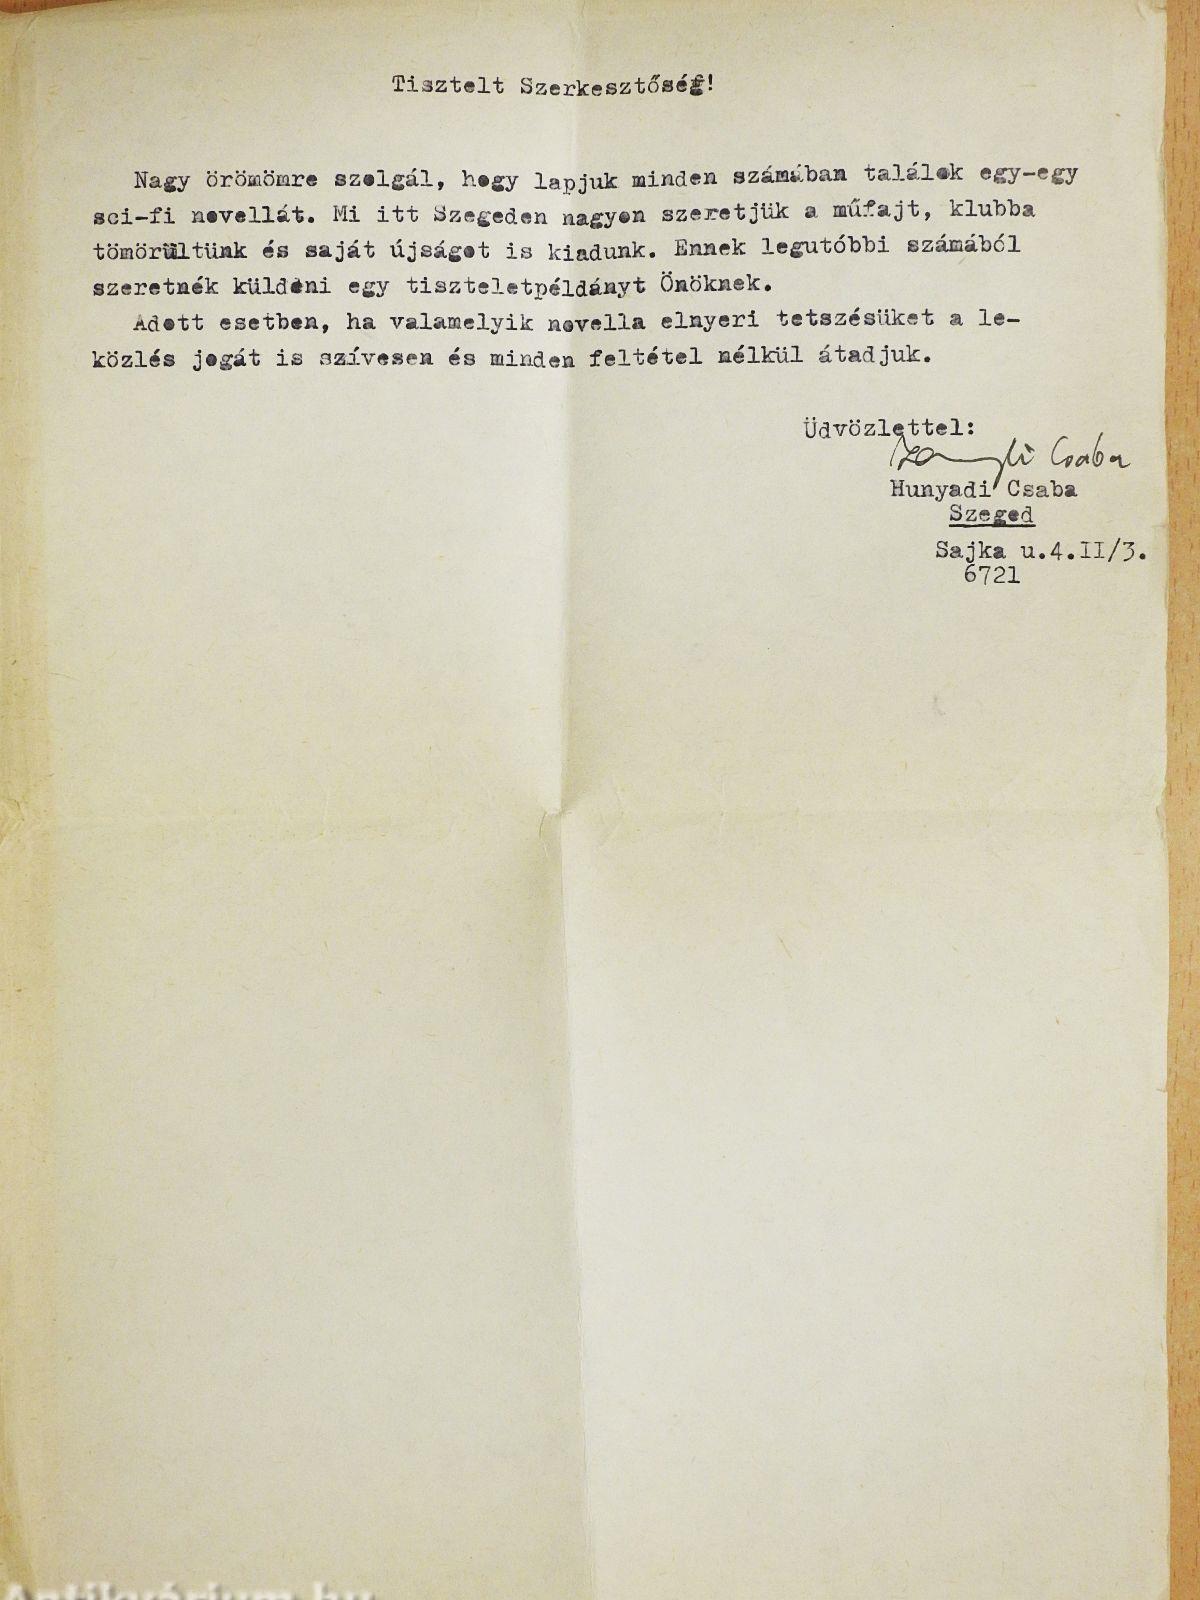 Tisztelt Szerkesztőség!
Nagy örömömre szolgál, hogy lapjuk minden számában találok egy-egy
sci-fi novellát. Mi itt Szegeden nagyon szeretjük a műfajt, klubba
tömörültünk és saját újságot is kiadunk. Ennek legutóbbi számából
szeretnék küldeni egy tiszteletpéldányt Önöknek.
Adott esetben, ha valamelyik novella elnyeri tetszésüket a le-
közlés jogát is szívesen és minden feltétel nélkül átadjuk.
Üdvözlettel:
Csaba
Hunyadi Csaba
Szeged
Sajka u.4.II/3.
6721
Antikvárium.hu